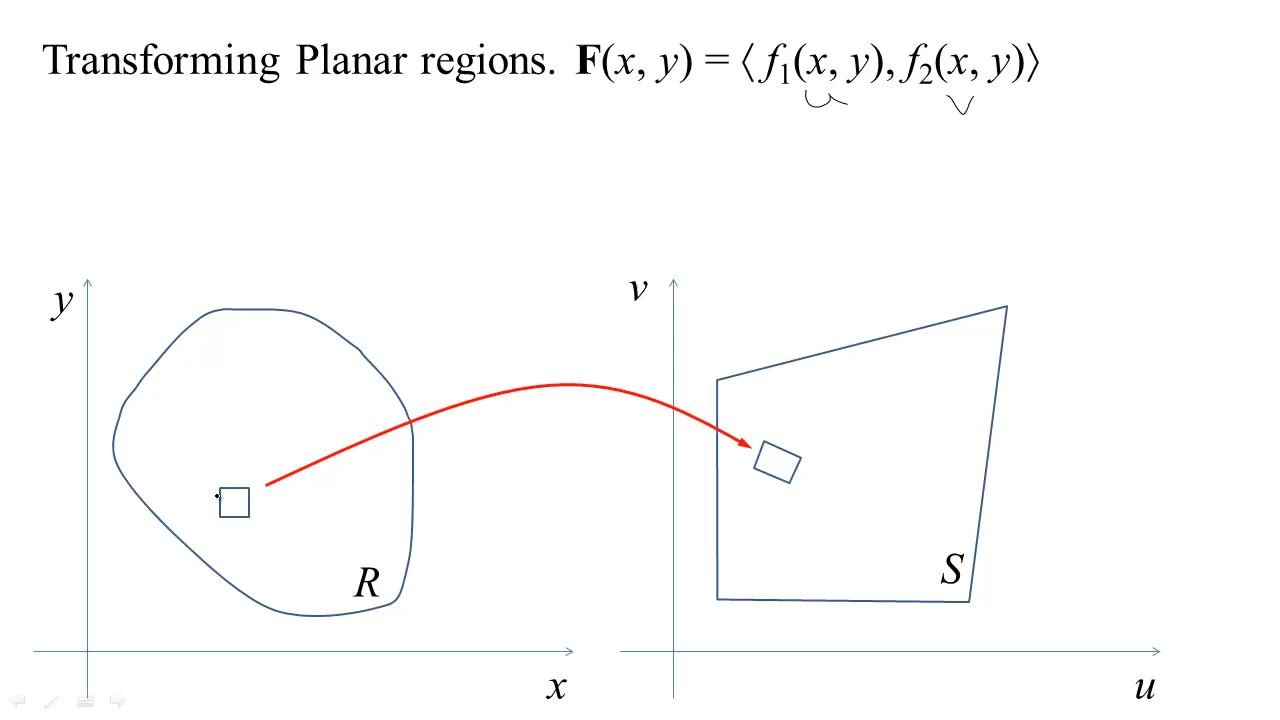 Transforming Planar regions. F(x, y) = ⟨ f₁(x, y), f₂(x, y)⟩
u v
y
v
R
S
x
u